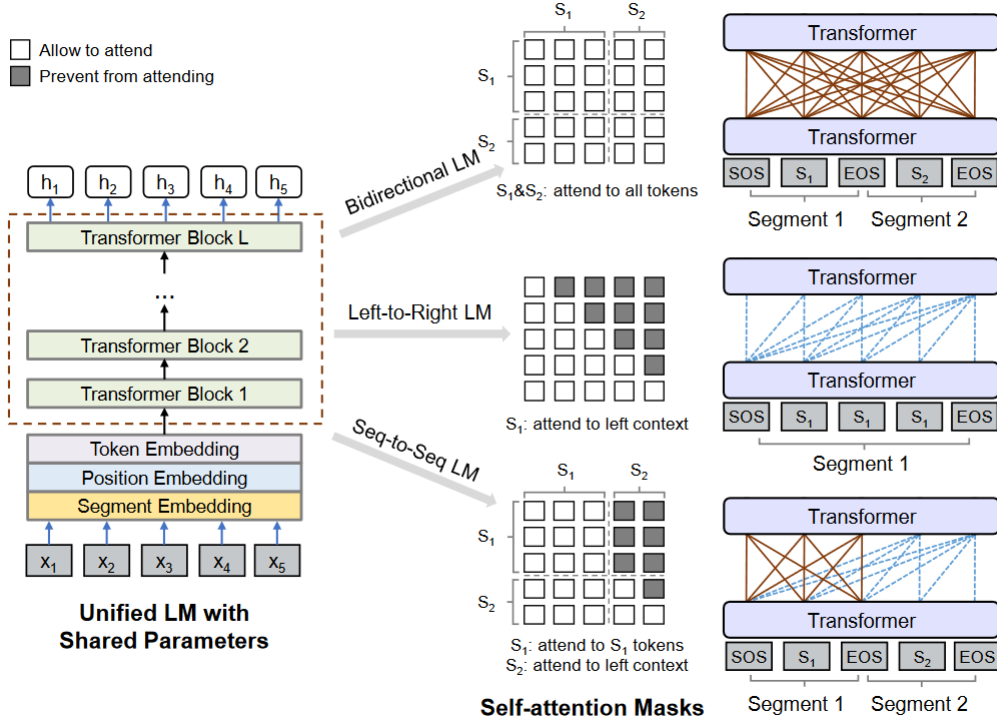 Allow to attend
Prevent from attending
h1 h2 h3 h4 h5
Transformer Block L
...
Transformer Block 2
Transformer Block 1
Token Embedding
Position Embedding
Segment Embedding
x1 x2 x3 x4 x5
Unified LM with
Shared Parameters
Bidirectional LM
Left-to-Right LM
Seq-to-Seq LM
S1 S2
S1
S2
S1&S2: attend to all tokens
S1: attend to left context
S1 S2
S1
S2
S1: attend to S1 tokens
S2: attend to left context
Self-attention Masks
Transformer
Transformer
SOS S1 EOS S2 EOS
Segment 1 Segment 2
Transformer
Transformer
SOS S1 S1 S1 EOS
Segment 1
Transformer
Transformer
SOS S1 EOS S2 EOS
Segment 1 Segment 2